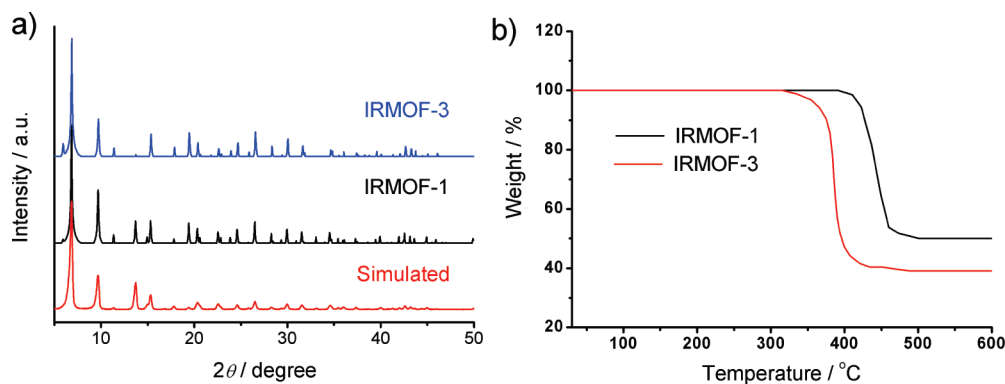 a)
Intensity / a.u.
IRMOF-3
IRMOF-1
Simulated
10 20 30 40 50
2θ / degree
b)
Weight / %
120
100
80
60
40
20
IRMOF-1
IRMOF-3
100 200 300 400 500 600
Temperature / °C